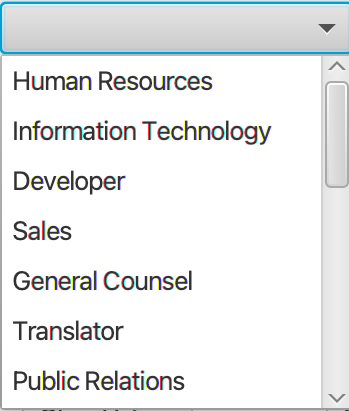 Human Resources
Information Technology
Developer
Sales
General Counsel
Translator
Public Relations